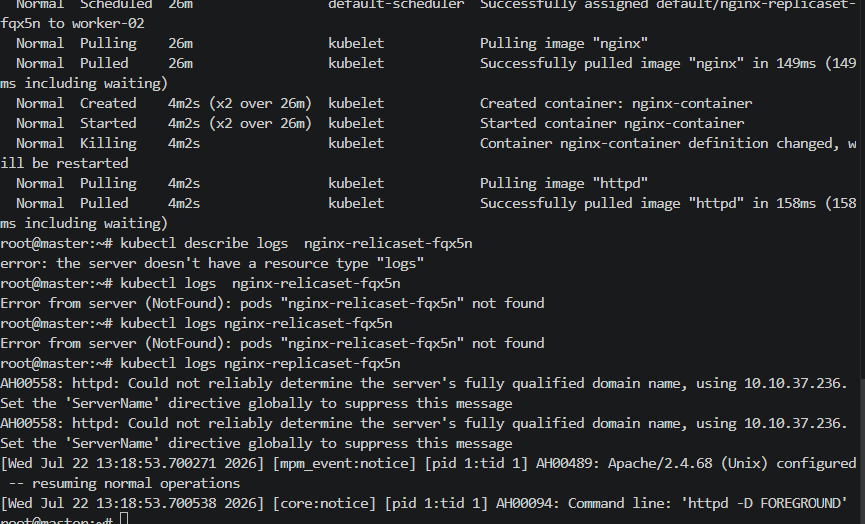 Normal  Scheduled  26m                default-scheduler  Successfully assigned default/nginx-replicaset-
fqx5n to worker-02
  Normal  Pulling    26m                kubelet            Pulling image "nginx"
  Normal  Pulled     26m                kubelet            Successfully pulled image "nginx" in 149ms (149
ms including waiting)
  Normal  Created    4m2s (x2 over 26m)  kubelet            Created container: nginx-container
  Normal  Started    4m2s (x2 over 26m)  kubelet            Started container nginx-container
  Normal  Killing    4m2s               kubelet            Container nginx-container definition changed, w
ill be restarted
  Normal  Pulling    4m2s               kubelet            Pulling image "httpd"
  Normal  Pulled     4m2s               kubelet            Successfully pulled image "httpd" in 158ms (158
ms including waiting)
root@master:~# kubectl describe logs  nginx-relicaset-fqx5n
error: the server doesn't have a resource type "logs"
root@master:~# kubectl logs  nginx-relicaset-fqx5n
Error from server (NotFound): pods "nginx-relicaset-fqx5n" not found
root@master:~# kubectl logs nginx-relicaset-fqx5n
Error from server (NotFound): pods "nginx-relicaset-fqx5n" not found
root@master:~# kubectl logs nginx-replicaset-fqx5n
AH00558: httpd: Could not reliably determine the server's fully qualified domain name, using 10.10.37.236.
Set the 'ServerName' directive globally to suppress this message
AH00558: httpd: Could not reliably determine the server's fully qualified domain name, using 10.10.37.236.
Set the 'ServerName' directive globally to suppress this message
[Wed Jul 22 13:18:53.700271 2026] [mpm_event:notice] [pid 1:tid 1] AH00489: Apache/2.4.68 (Unix) configured
 -- resuming normal operations
[Wed Jul 22 13:18:53.700538 2026] [core:notice] [pid 1:tid 1] AH00094: Command line: 'httpd -D FOREGROUND'
root@master:~#